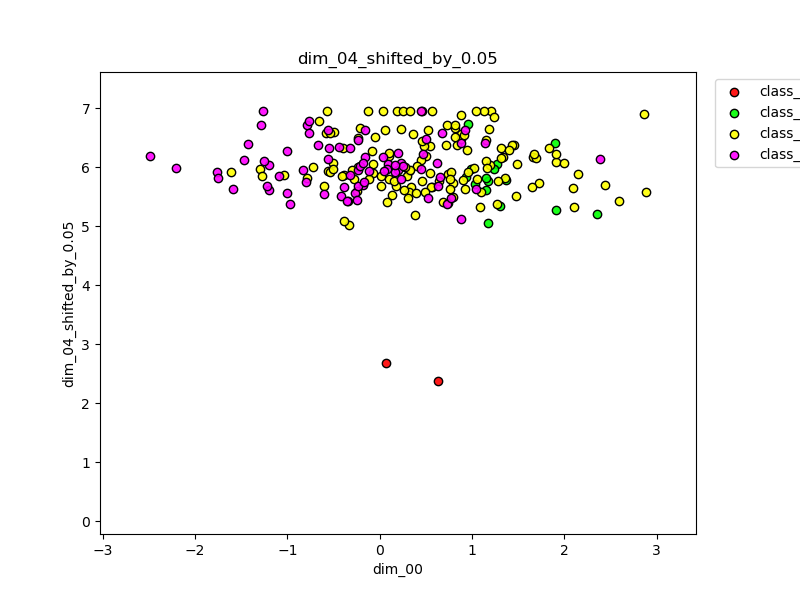 dim_04_shifted_by_0.05
class_
class_
class_
class_
7
6
5
4
3
2
1
0
dim_04_shifted_by_0.05
−3
−2
−1
0
1
2
3
dim_00